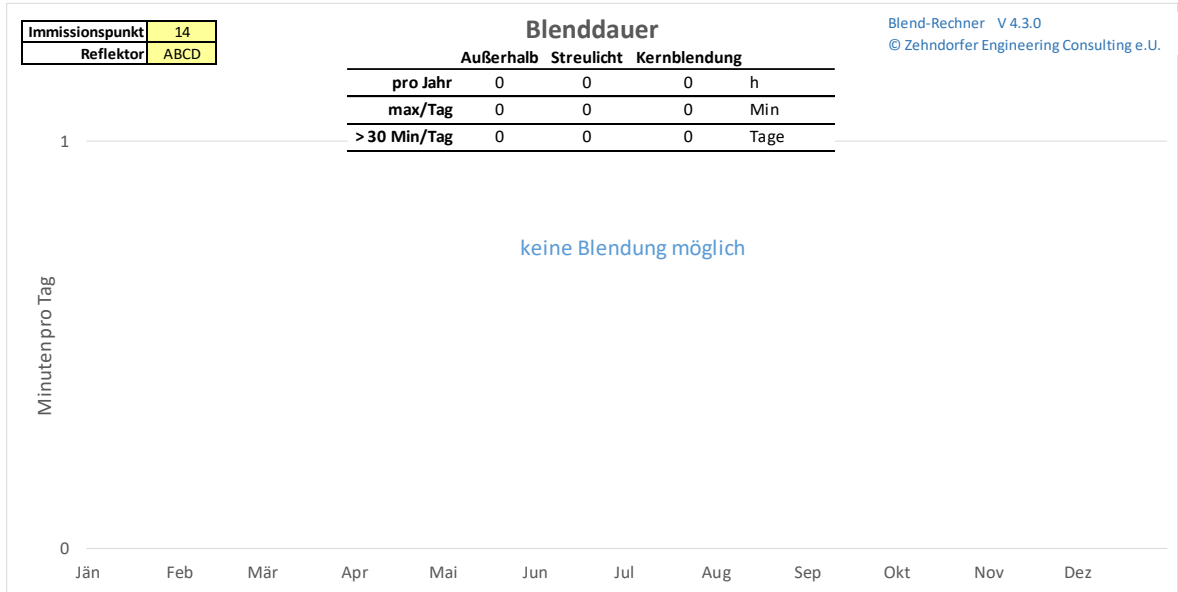 Immissionspunkt 14
Reflektor ABCD
Blenddauer
Blend-Rechner V 4.3.0
© Zehndorfer Engineering Consulting e.U.
Außerhalb Streulicht Kernblendung
pro Jahr 0 0 0 h
max/Tag 0 0 0 Min
> 30 Min/Tag 0 0 0 Tage
1
keine Blendung möglich
Minuten pro Tag
0
Jän Feb Mär Apr Mai Jun Jul Aug Sep Okt Nov Dez